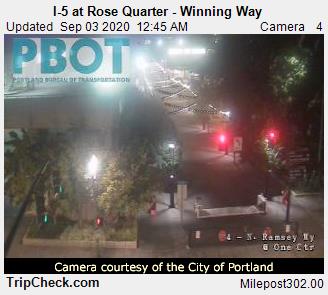 I-5 at Rose Quarter - Winning Way
Updated Sep 03 2020 12:45 AM Camera 4
PBOT
PORTLAND BUREAU OF TRANSPORTATION
4 - N. Ramsey Wy
@ One Ctr
Camera courtesy of the City of Portland
TripCheck.com Milepost302.00